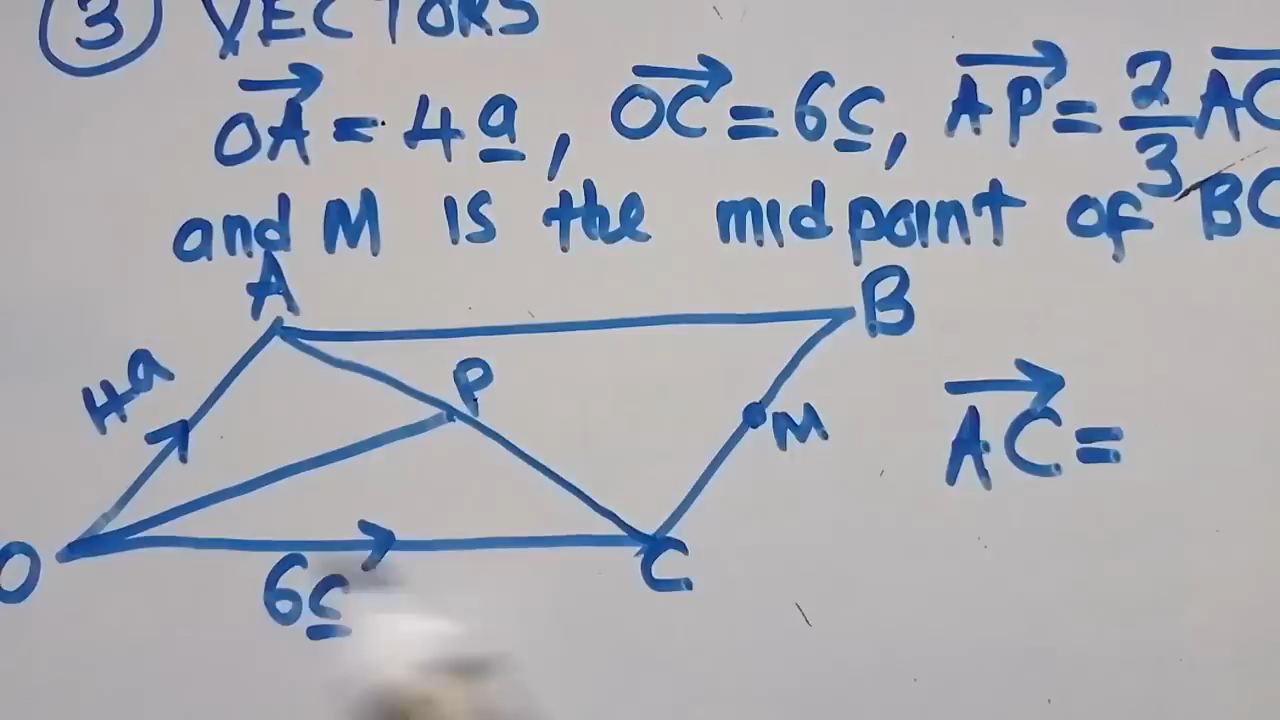 3 VECTORS
OA = 4a, OC = 6c, AP = 2/3 AC
and M is the midpoint of BC
A
B
4a
P
M
AC =
O
6c
C